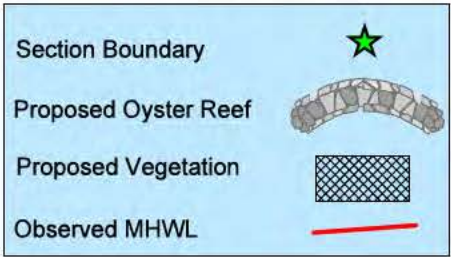 Section Boundary
Proposed Oyster Reef
Proposed Vegetation
Observed MHWL